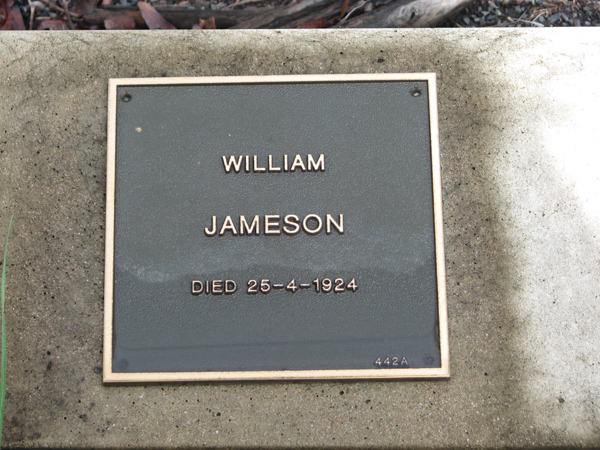 WILLIAM
JAMESON
DIED 25-4-1924
442A